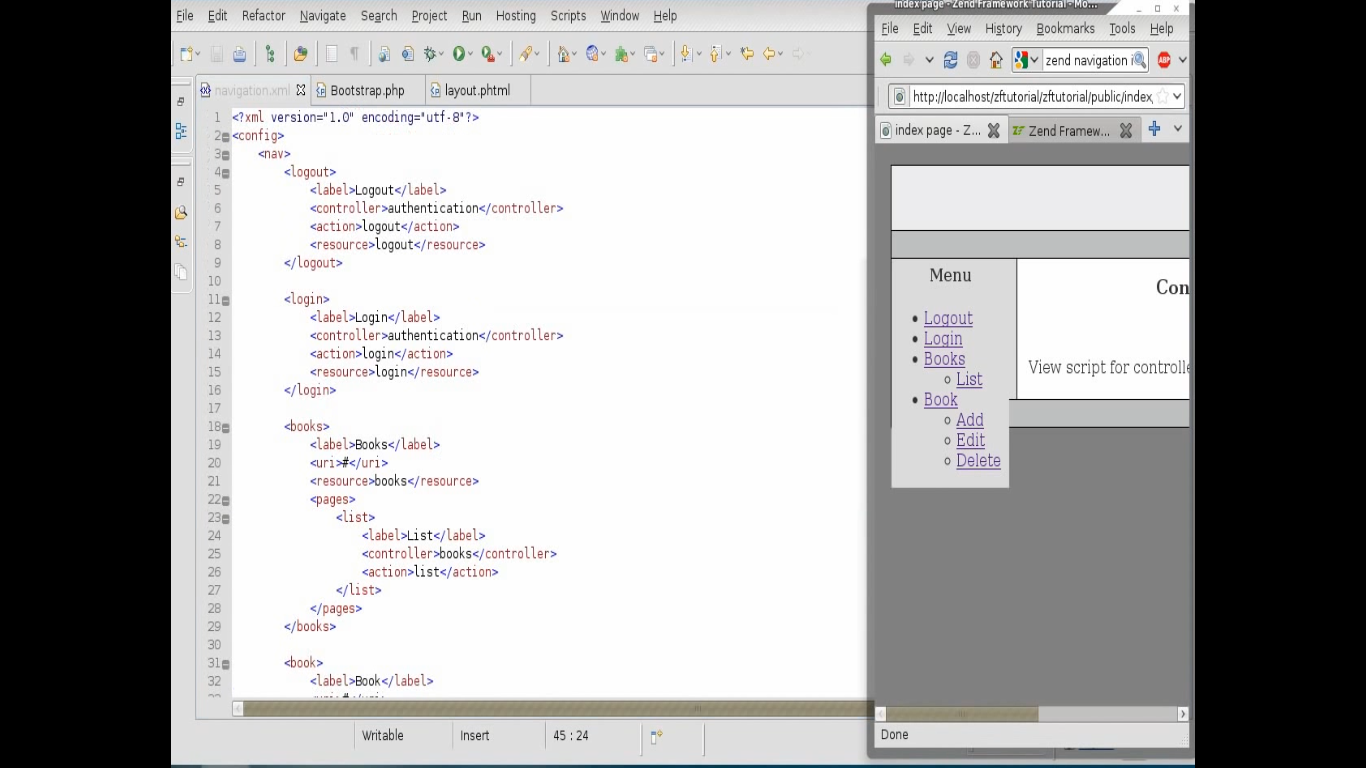 File Edit Refactor Navigate Search Project Run Hosting Scripts Window Help
navigation.xml Bootstrap.php layout.phtml
1 <?xml version="1.0" encoding="utf-8"?>
2 <config>
3 <nav>
4 <logout>
5 <label>Logout</label>
6 <controller>authentication</controller>
7 <action>logout</action>
8 <resource>logout</resource>
9 </logout>
10
11 <login>
12 <label>Login</label>
13 <controller>authentication</controller>
14 <action>login</action>
15 <resource>login</resource>
16 </login>
17
18 <books>
19 <label>Books</label>
20 <uri>#</uri>
21 <resource>books</resource>
22 <pages>
23 <list>
24 <label>List</label>
25 <controller>books</controller>
26 <action>list</action>
27 </list>
28 </pages>
29 </books>
30
31 <book>
32 <label>Book</label>
Writable Insert 45 : 24
index page - Zend Framework Tutorial - Mo...
File Edit View History Bookmarks Tools Help
zend navigation ABP
http://localhost/zftutorial/zftutorial/public/index
index page - Z... ZF Zend Framew...
Menu
Logout
Login
Books
List
Book
Add
Edit
Delete
Con
View script for controlle
Done